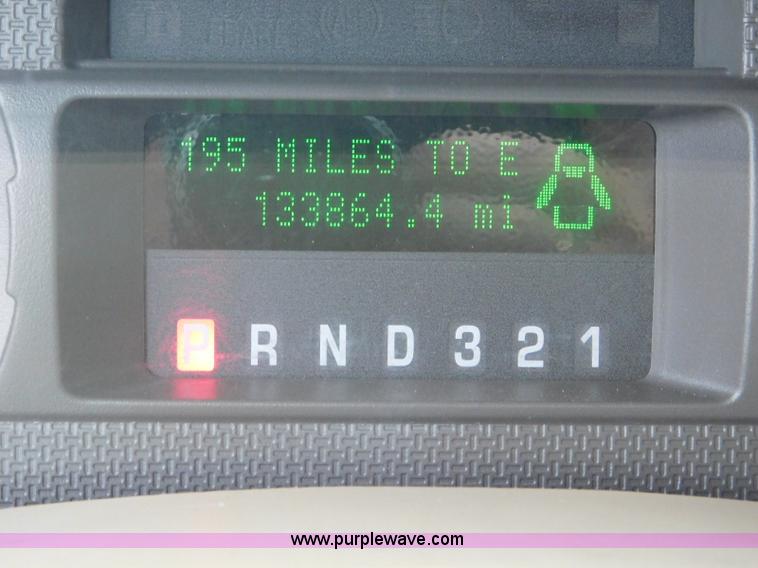 195 MILES TO E
133864.4 mi
P R N D 3 2 1
www.purplewave.com